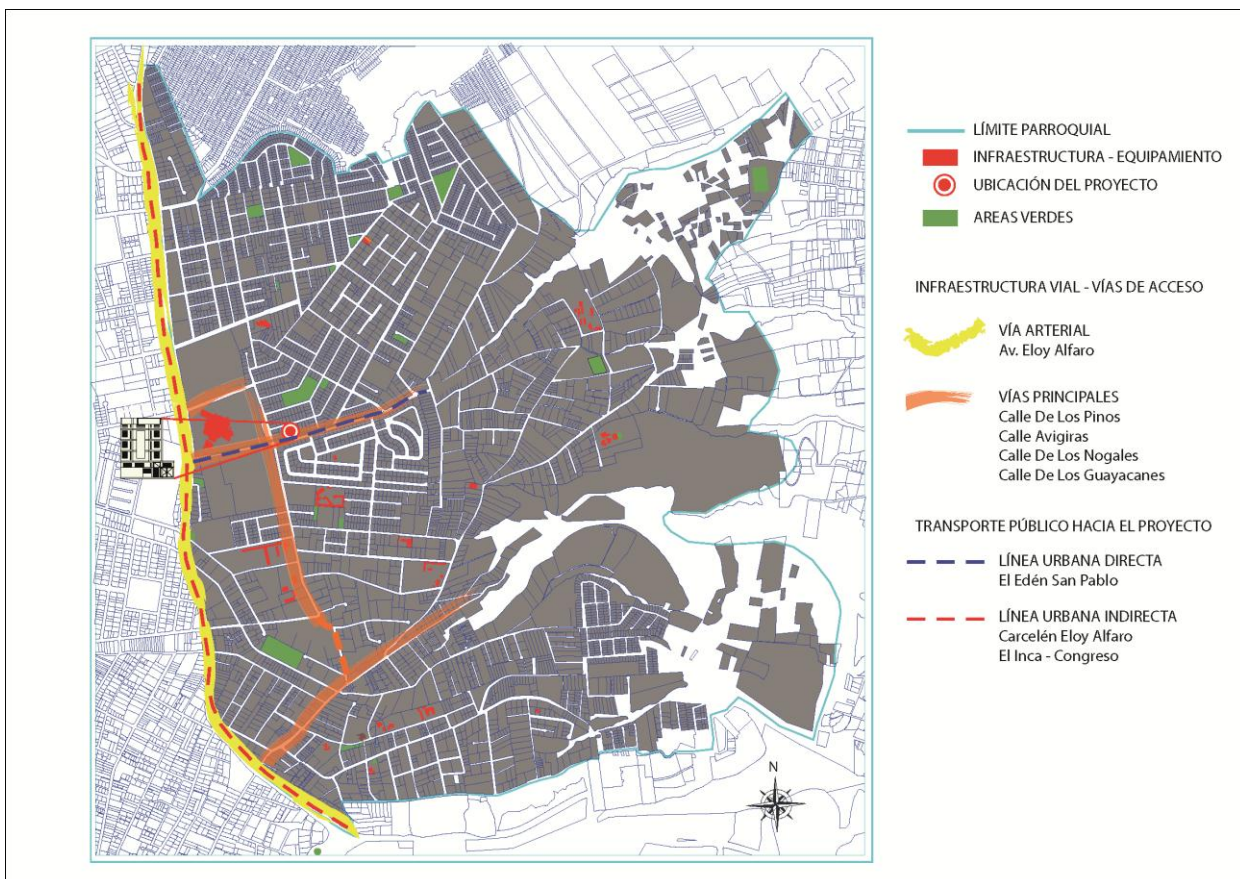 LÍMITE PARROQUIAL
INFRAESTRUCTURA - EQUIPAMIENTO
UBICACIÓN DEL PROYECTO
AREAS VERDES
INFRAESTRUCTURA VIAL - VÍAS DE ACCESO
VÍA ARTERIAL
Av. Eloy Alfaro
VÍAS PRINCIPALES
Calle De Los Pinos
Calle Avigiras
Calle De Los Nogales
Calle De Los Guayacanes
TRANSPORTE PÚBLICO HACIA EL PROYECTO
LÍNEA URBANA DIRECTA
El Edén San Pablo
LÍNEA URBANA INDIRECTA
Carcelén Eloy Alfaro
El Inca - Congreso
N